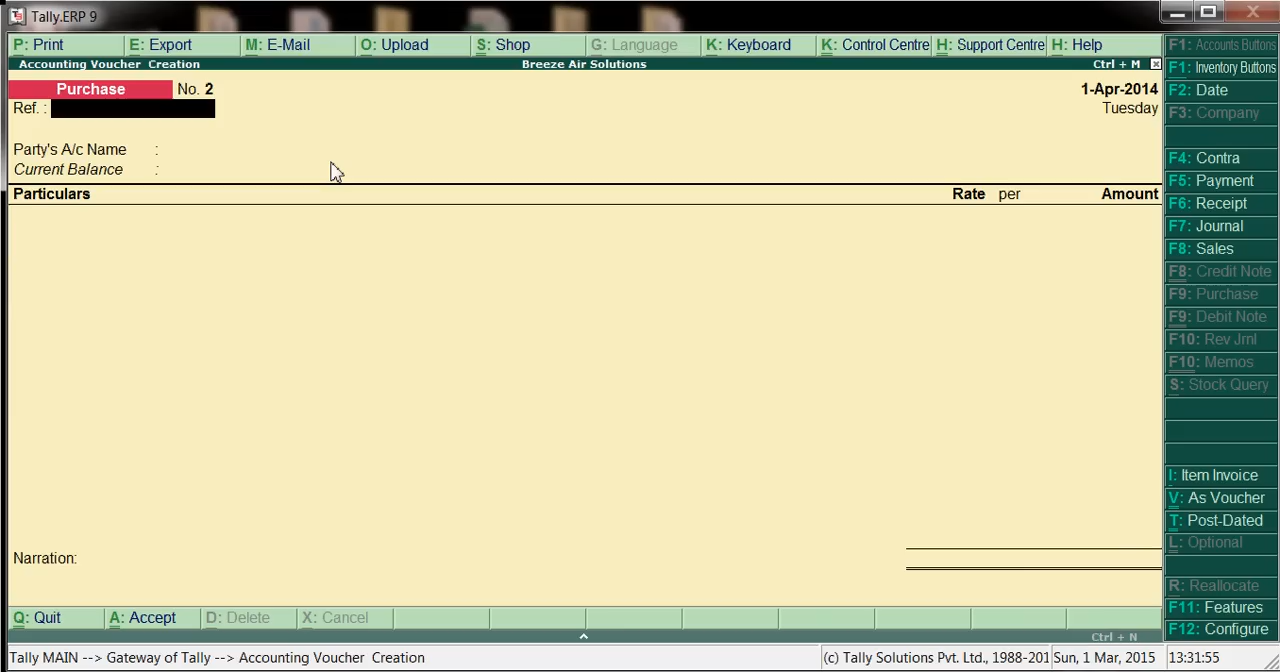 Tally.ERP 9
P: Print E: Export M: E-Mail O: Upload S: Shop G: Language K: Keyboard K: Control Centre H: Support Centre H: Help
Accounting Voucher Creation Breeze Air Solutions Ctrl + M
Purchase No. 2 1-Apr-2014
Ref. : Tuesday
Party's A/c Name :
Current Balance :
Particulars Rate per Amount
Narration:
F1: Accounts Buttons
F1: Inventory Buttons
F2: Date
F3: Company
F4: Contra
F5: Payment
F6: Receipt
F7: Journal
F8: Sales
F8: Credit Note
F9: Purchase
F9: Debit Note
F10: Rev Jrnl
F10: Memos
S: Stock Query
I: Item Invoice
V: As Voucher
T: Post-Dated
L: Optional
R: Reallocate
F11: Features
F12: Configure
Q: Quit A: Accept D: Delete X: Cancel
Ctrl + N
Tally MAIN --> Gateway of Tally --> Accounting Voucher Creation (c) Tally Solutions Pvt. Ltd., 1988-201 Sun, 1 Mar, 2015 13:31:55